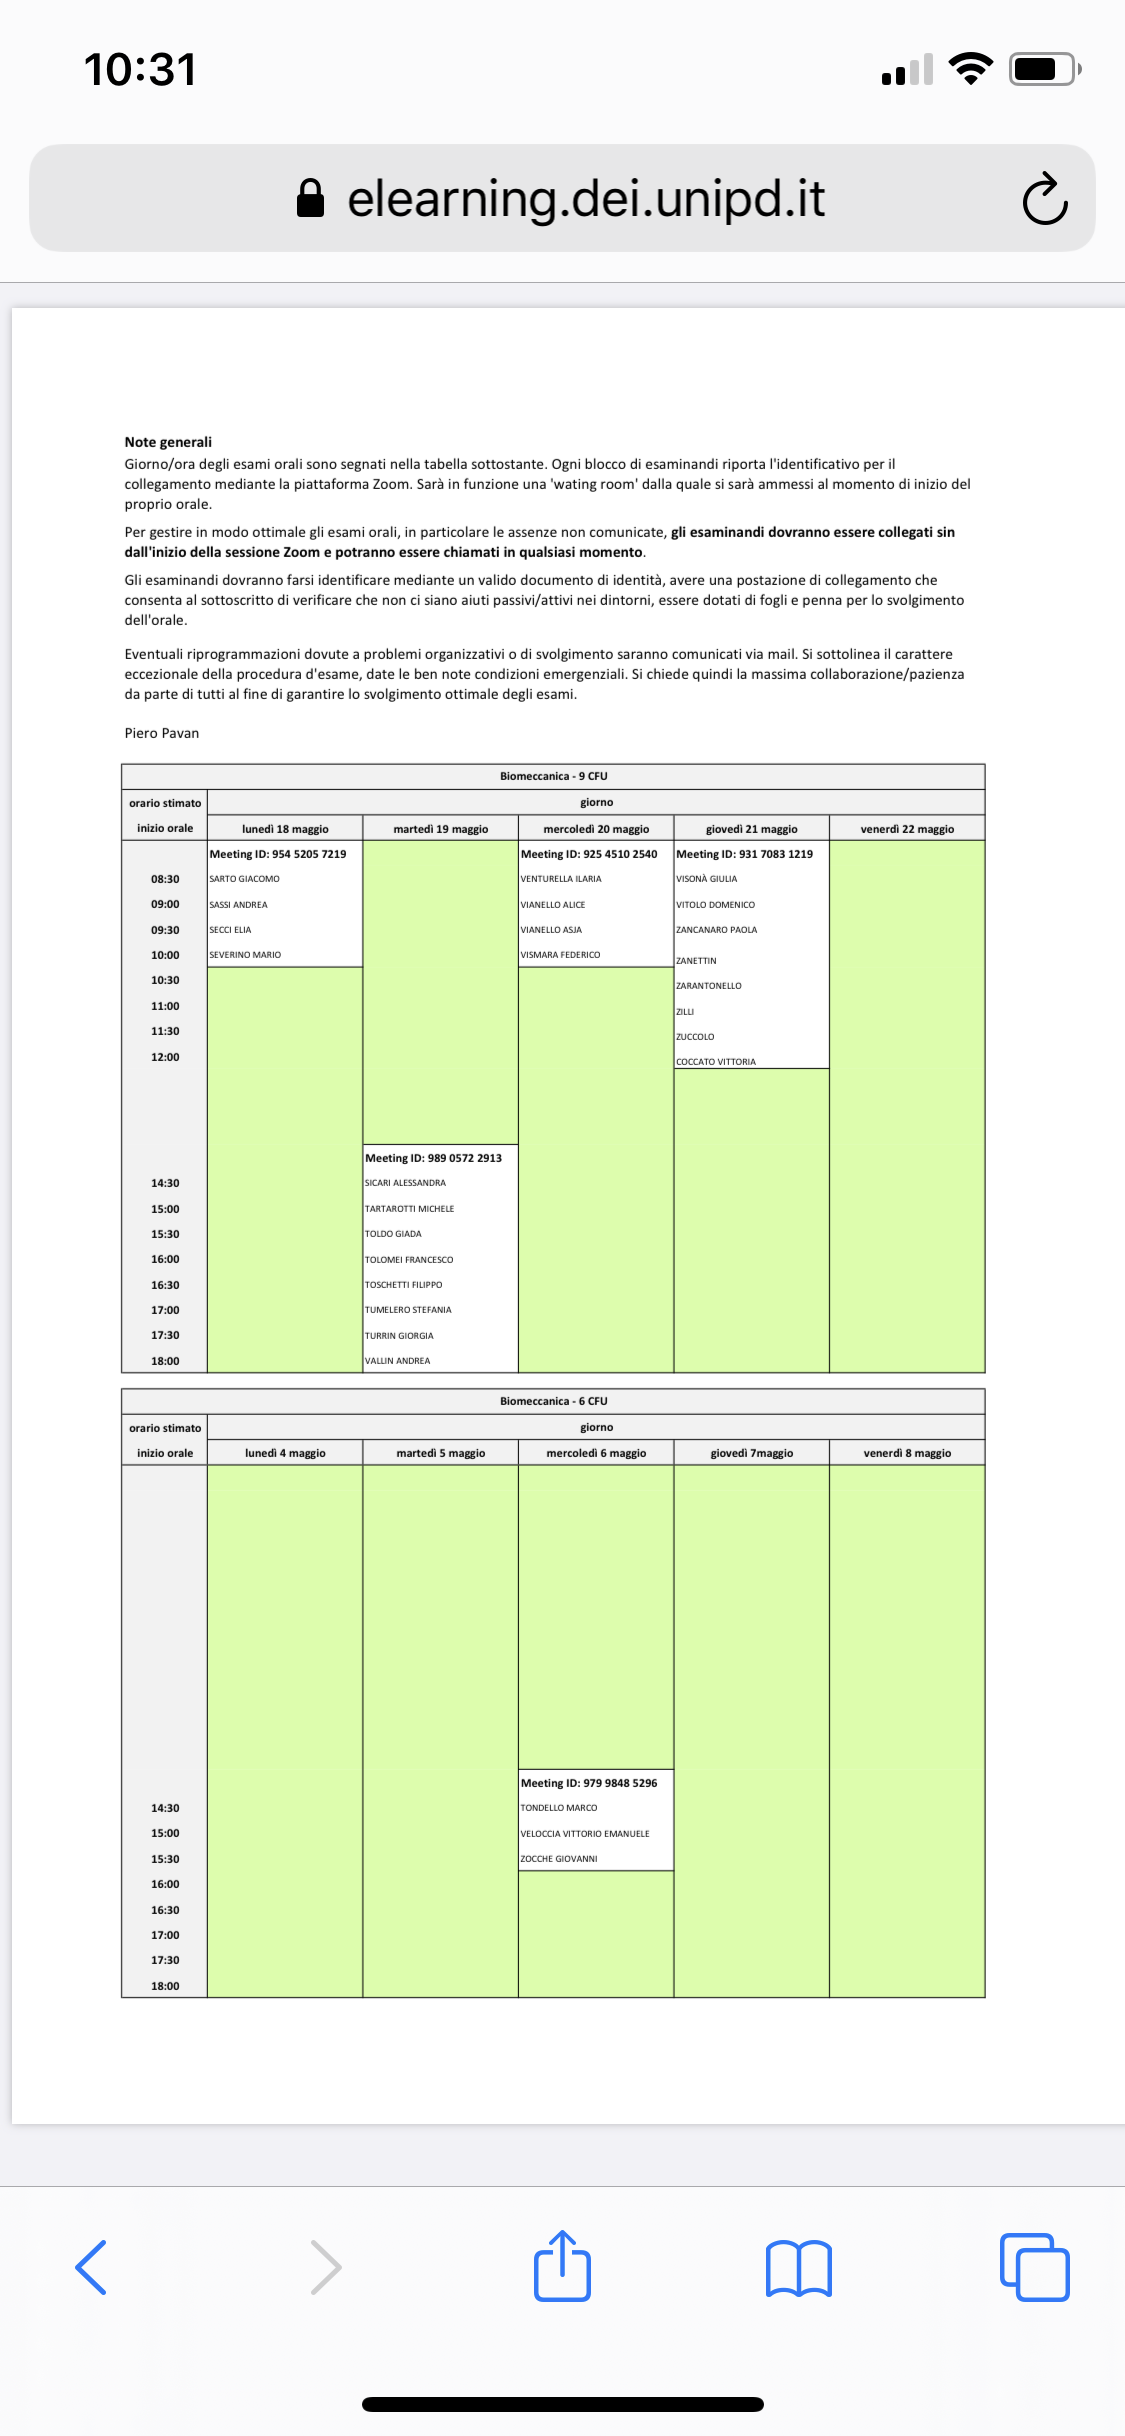 10:31
elearning.dei.unipd.it
Note generali
Giorno/ora degli esami orali sono segnati nella tabella sottostante. Ogni blocco di esaminandi riporta l'identificativo per il
collegamento mediante la piattaforma Zoom. Sarà in funzione una 'wating room' dalla quale si sarà ammessi al momento di inizio del
proprio orale.
Per gestire in modo ottimale gli esami orali, in particolare le assenze non comunicate, gli esaminandi dovranno essere collegati sin
dall'inizio della sessione Zoom e potranno essere chiamati in qualsiasi momento.
Gli esaminandi dovranno farsi identificare mediante un valido documento di identità, avere una postazione di collegamento che
consenta al sottoscritto di verificare che non ci siano aiuti passivi/attivi nei dintorni, essere dotati di fogli e penna per lo svolgimento
dell'orale.
Eventuali riprogrammazioni dovute a problemi organizzativi o di svolgimento saranno comunicati via mail. Si sottolinea il carattere
eccezionale della procedura d'esame, date le ben note condizioni emergenziali. Si chiede quindi la massima collaborazione/pazienza
da parte di tutti al fine di garantire lo svolgimento ottimale degli esami.
Piero Pavan
Biomeccanica - 9 CFU
orario stimato giorno
inizio orale lunedì 18 maggio martedì 19 maggio mercoledì 20 maggio giovedì 21 maggio venerdì 22 maggio
Meeting ID: 954 5205 7219 Meeting ID: 925 4510 2540 Meeting ID: 931 7083 1219
08:30 SARTO GIACOMO VENTURELLA ILARIA VISONÀ GIULIA
09:00 SASSI ANDREA VIANELLO ALICE VITOLO DOMENICO
09:30 SECCI ELIA VIANELLO ASJA ZANCANARO PAOLA
10:00 SEVERINO MARIO VISMARA FEDERICO ZANETTIN
10:30 ZARANTONELLO
11:00 ZILLI
11:30 ZUCCOLO
12:00 COCCATO VITTORIA
Meeting ID: 989 0572 2913
14:30 SICARI ALESSANDRA
15:00 TARTAROTTI MICHELE
15:30 TOLDO GIADA
16:00 TOLOMEI FRANCESCO
16:30 TOSCHETTI FILIPPO
17:00 TUMELERO STEFANIA
17:30 TURRIN GIORGIA
18:00 VALLIN ANDREA
Biomeccanica - 6 CFU
orario stimato giorno
inizio orale lunedì 4 maggio martedì 5 maggio mercoledì 6 maggio giovedì 7maggio venerdì 8 maggio
Meeting ID: 979 9848 5296
14:30 TONDELLO MARCO
15:00 VELOCCIA VITTORIO EMANUELE
15:30 ZOCCHE GIOVANNI
16:00
16:30
17:00
17:30
18:00